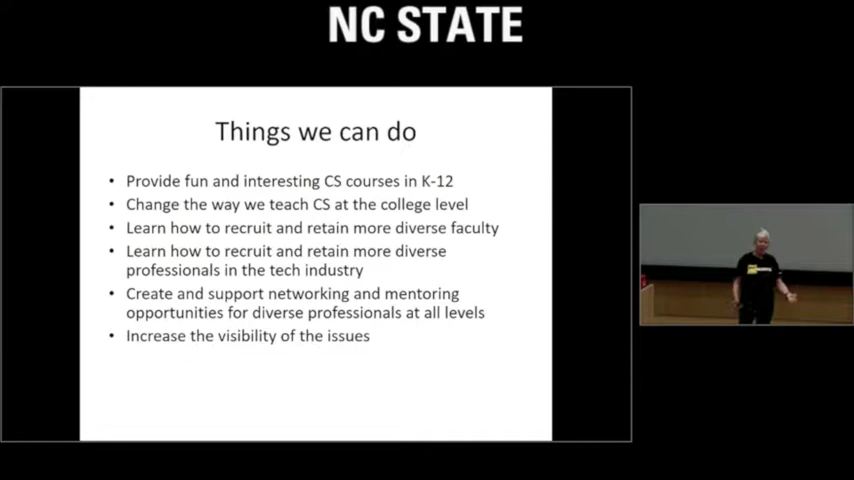 NC STATE
Things we can do
• Provide fun and interesting CS courses in K-12
• Change the way we teach CS at the college level
• Learn how to recruit and retain more diverse faculty
• Learn how to recruit and retain more diverse
professionals in the tech industry
• Create and support networking and mentoring
opportunities for diverse professionals at all levels
• Increase the visibility of the issues